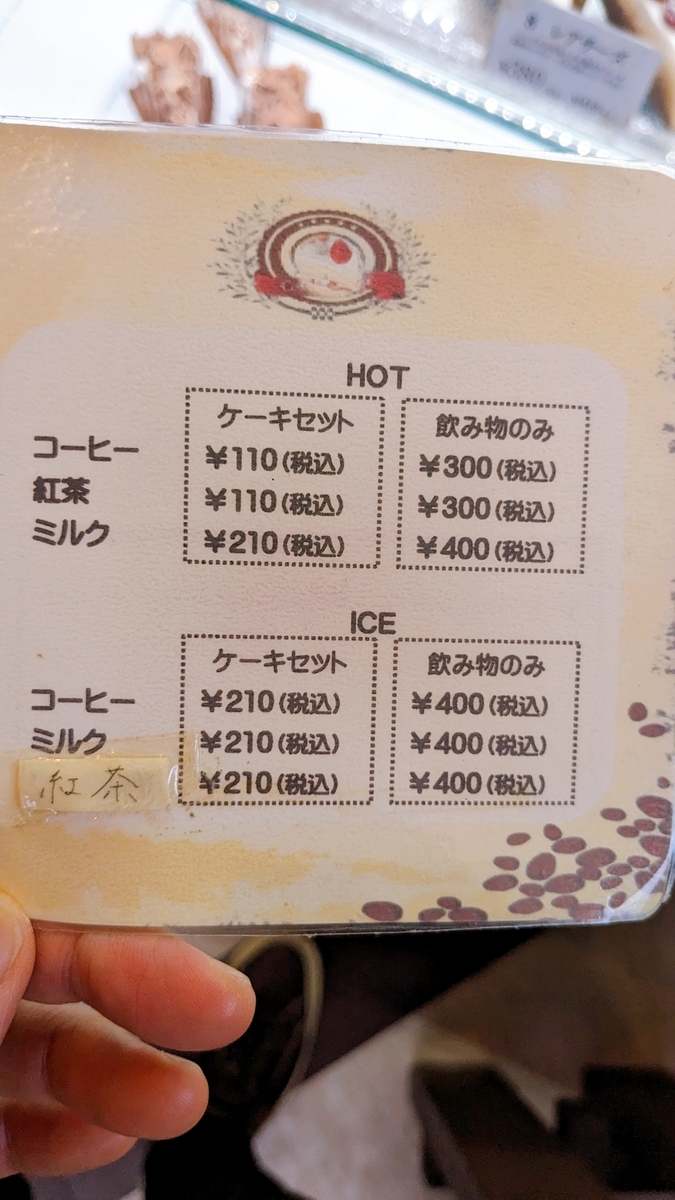 HOT
ケーキセット 飲み物のみ
コーヒー ¥110(税込) ¥300(税込)
紅茶 ¥110(税込) ¥300(税込)
ミルク ¥210(税込) ¥400(税込)
ICE
ケーキセット 飲み物のみ
コーヒー ¥210(税込) ¥400(税込)
ミルク ¥210(税込) ¥400(税込)
紅茶 ¥210(税込) ¥400(税込)